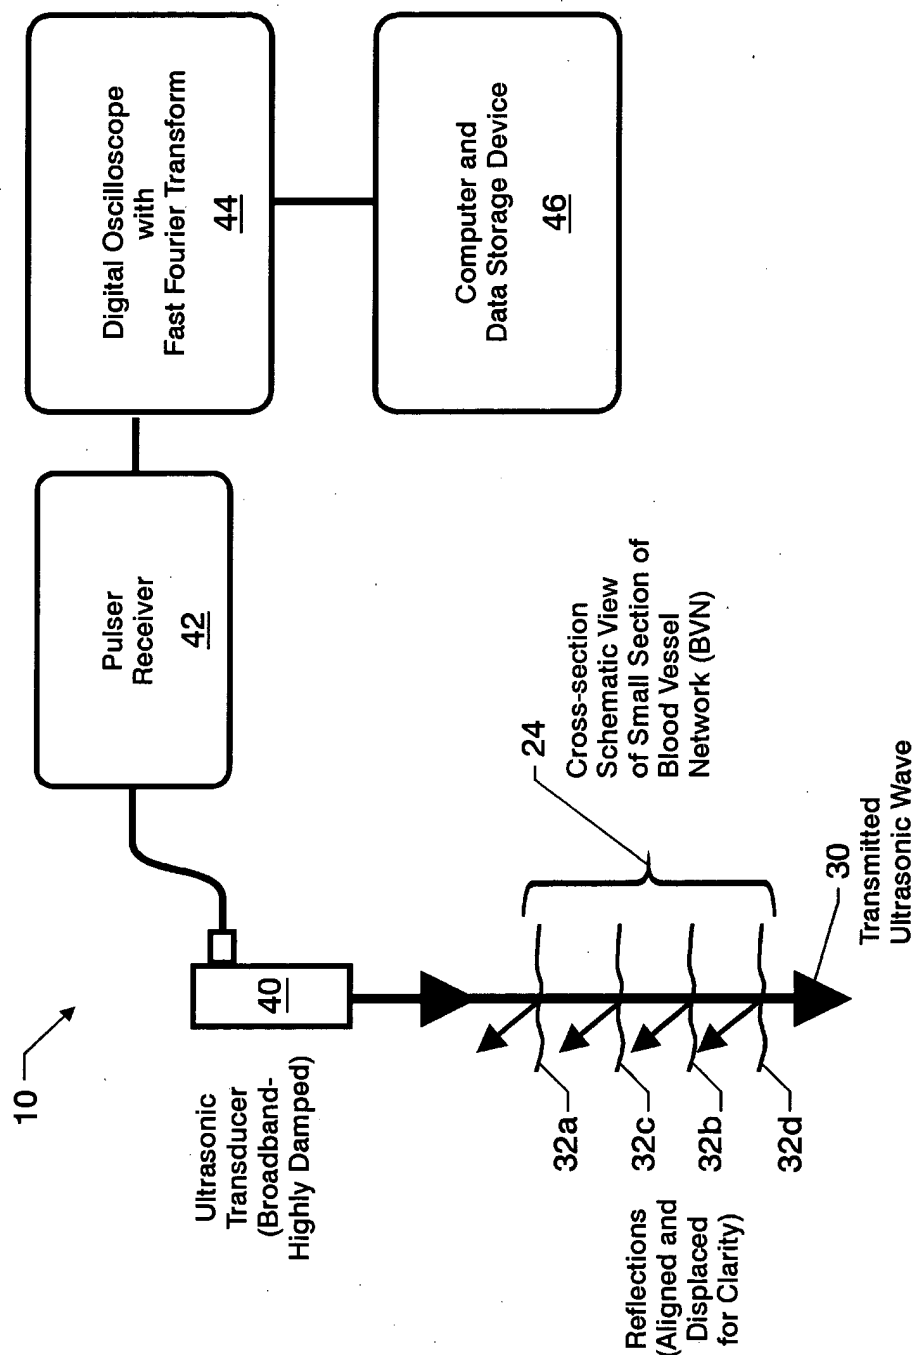 10
Ultrasonic
Transducer
(Broadband-
Highly Damped)
40
Pulser
Receiver
42
Digital Oscilloscope
with
Fast Fourier Transform
44
Computer and
Data Storage Device
46
Reflections
(Aligned and
Displaced
for Clarity)
32a
32c
32b
32d
24
Cross-section
Schematic View
of Small Section of
Blood Vessel
Network (BVN)
30
Transmitted
Ultrasonic Wave